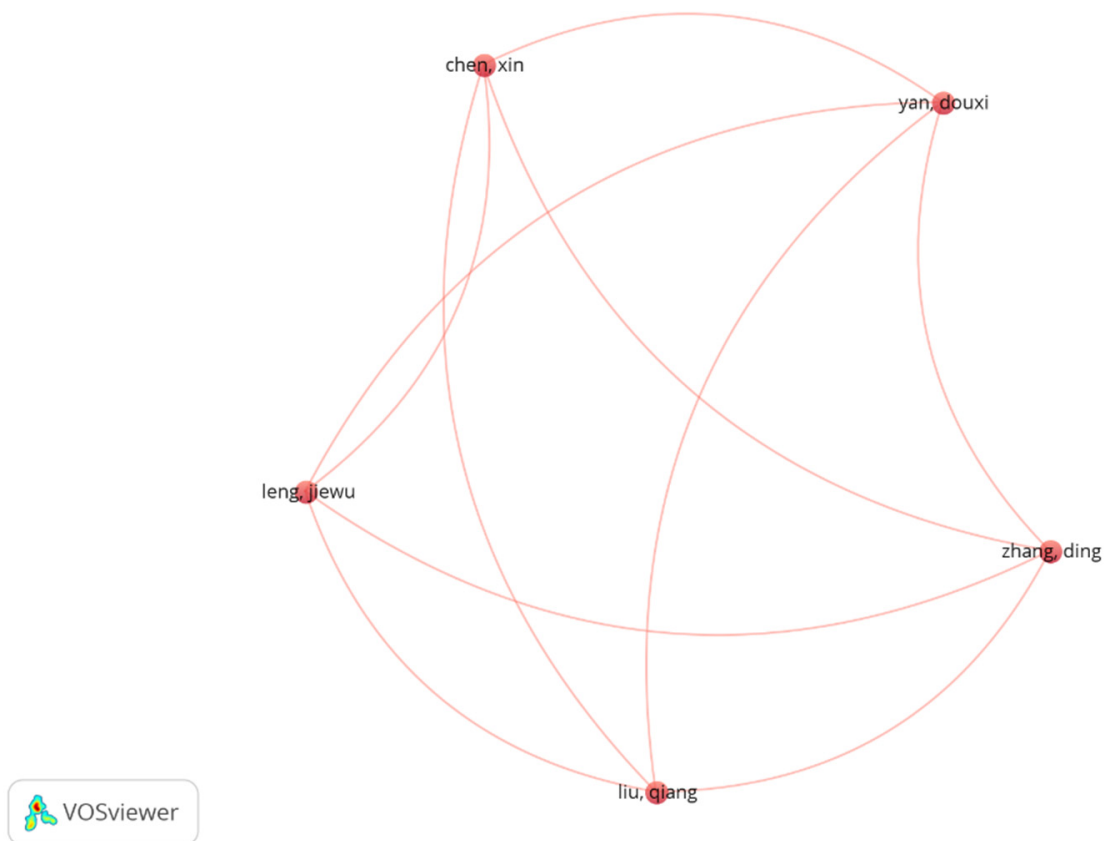 chen, xin
yan, douxi
leng, jiewu
zhang, ding
liu, qiang
VOSviewer